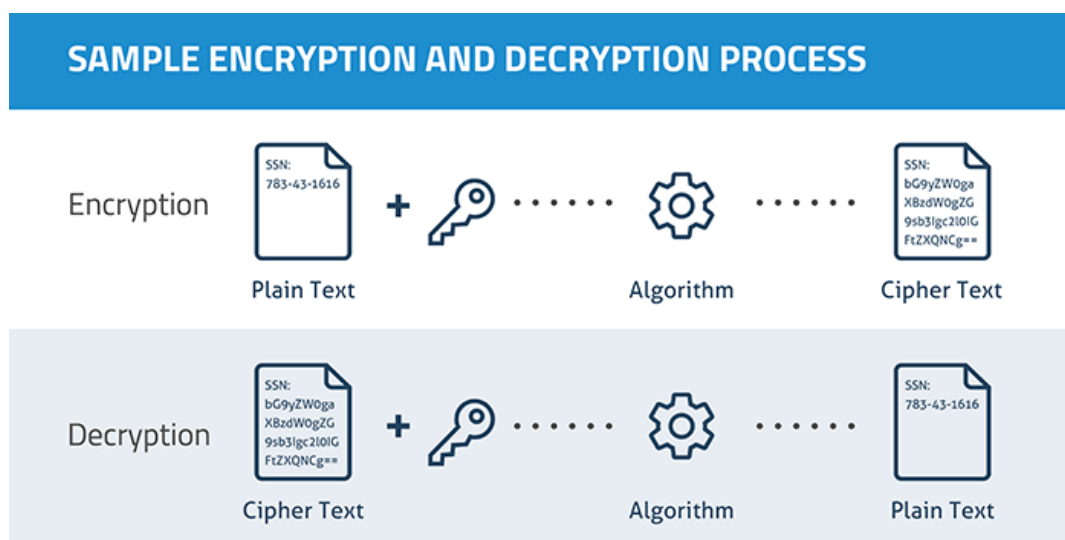 SAMPLE ENCRYPTION AND DECRYPTION PROCESS
Encryption
SSN:
783-43-1616
+
Plain Text
Algorithm
SSN:
bG9yZW0ga
XBzdW0gZG
9sb3Igc2l0IG
FtZXQNCg==
Cipher Text
Decryption
SSN:
bG9yZW0ga
XBzdW0gZG
9sb3Igc2l0IG
FtZXQNCg==
+
Cipher Text
Algorithm
SSN:
783-43-1616
Plain Text